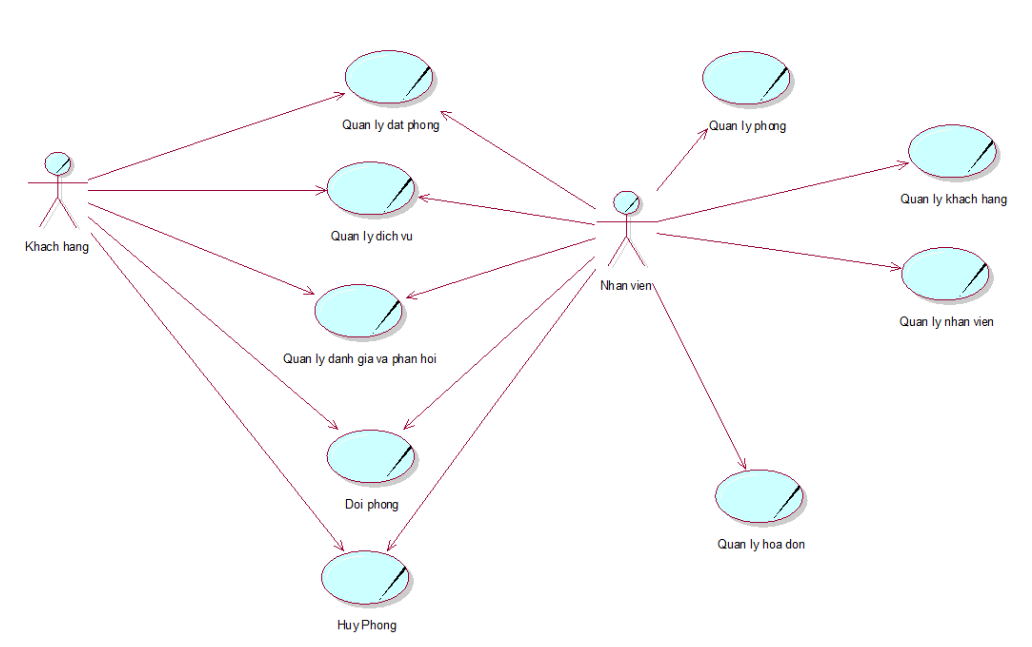 Quan ly dat phong
Quan ly phong
Quan ly khach hang
Khach hang
Quan ly dich vu
Nhan vien
Quan ly nhan vien
Quan ly danh gia va phan hoi
Doi phong
Quan ly hoa don
Huy Phong